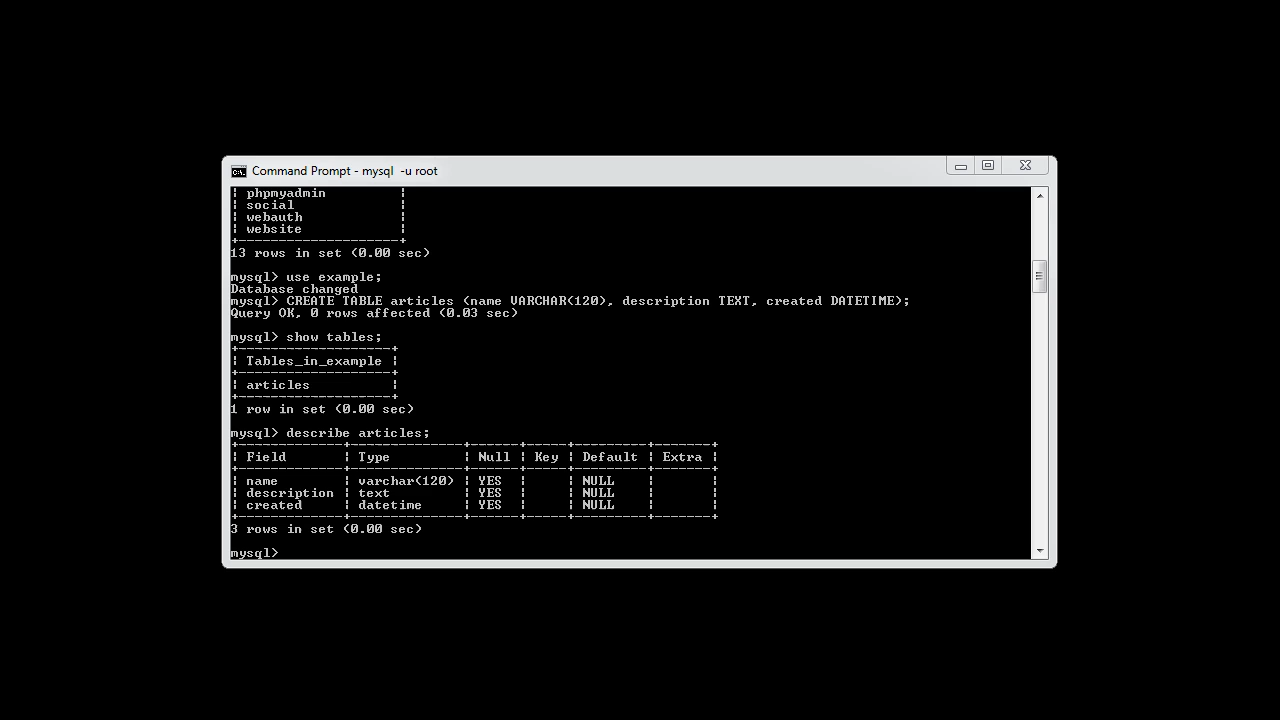 Command Prompt - mysql  -u root
| phpmyadmin         |
| social             |
| webauth            |
| website            |
+--------------------+
13 rows in set (0.00 sec)
mysql> use example;
Database changed
mysql> CREATE TABLE articles (name VARCHAR(120), description TEXT, created DATETIME);
Query OK, 0 rows affected (0.03 sec)
mysql> show tables;
+-------------------+
| Tables_in_example |
+-------------------+
| articles          |
+-------------------+
1 row in set (0.00 sec)
mysql> describe articles;
+-------------+--------------+------+-----+---------+-------+
| Field       | Type         | Null | Key | Default | Extra |
+-------------+--------------+------+-----+---------+-------+
| name        | varchar(120) | YES  |     | NULL    |       |
| description | text         | YES  |     | NULL    |       |
| created     | datetime     | YES  |     | NULL    |       |
+-------------+--------------+------+-----+---------+-------+
3 rows in set (0.00 sec)
mysql>